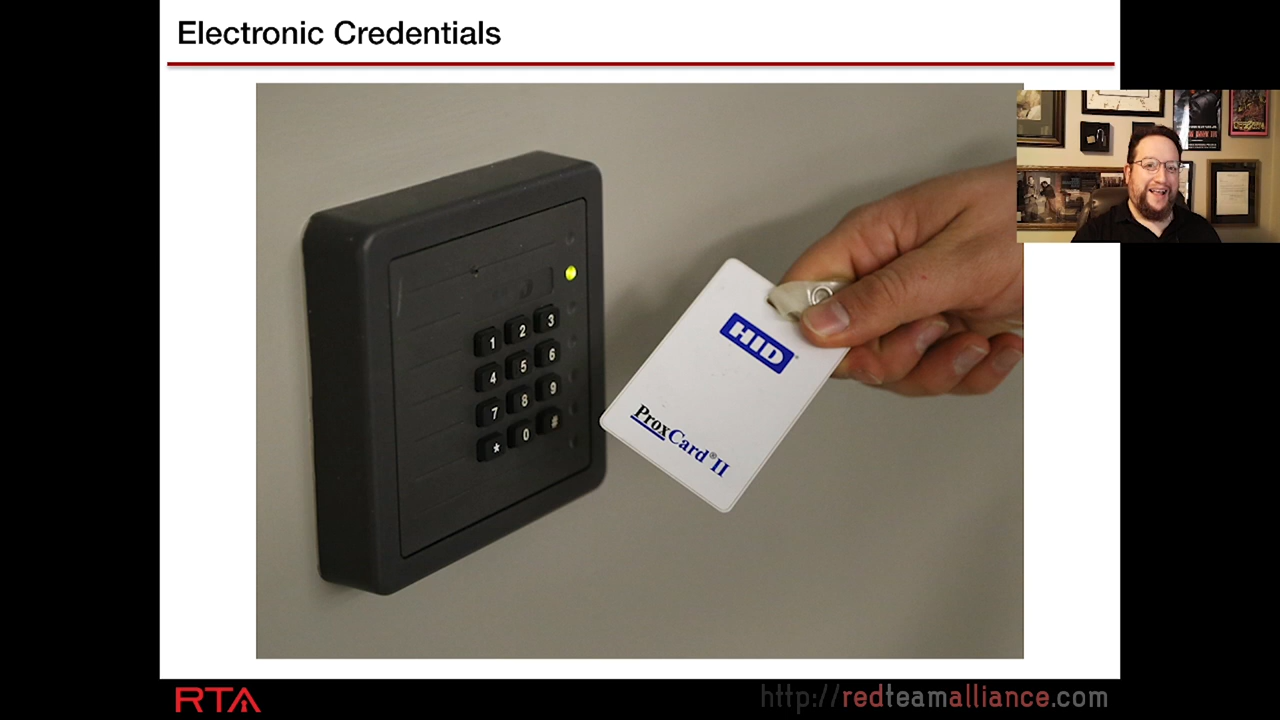 Electronic Credentials
1 2 3
4 5 6
7 8 9
* 0 #
HID
ProxCard® II
RTA
http://redteamalliance.com